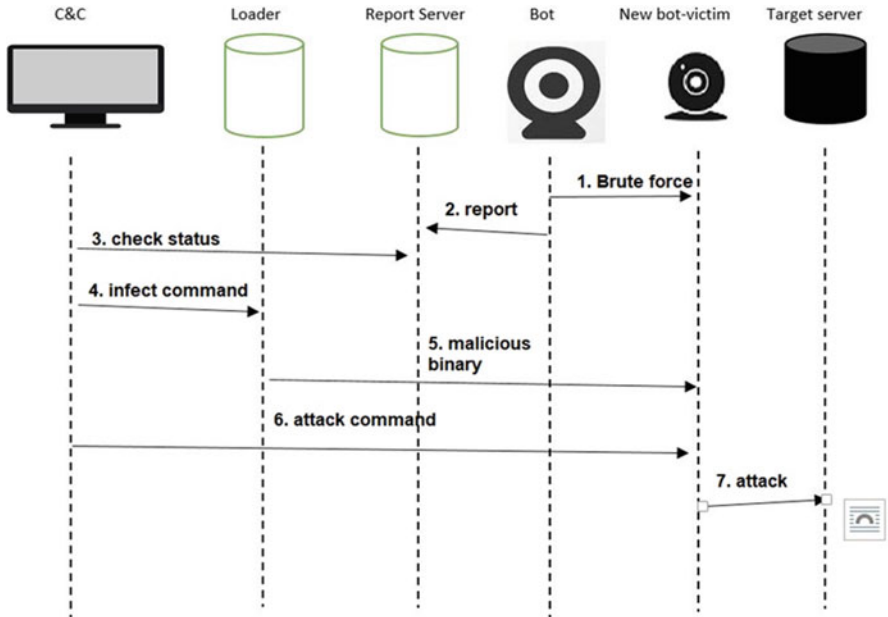 C&C
Loader
Report Server
Bot
New bot-victim
Target server
1. Brute force
2. report
3. check status
4. infect command
5. malicious
binary
6. attack command
7. attack